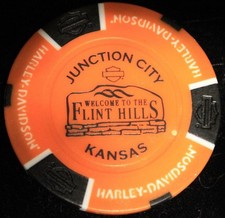 JUNCTION CITY
WELCOME TO THE
FLINT HILLS
KANSAS
HARLEY-DAVIDSON
HARLEY-DAVIDSON
HARLEY-DAVIDSON